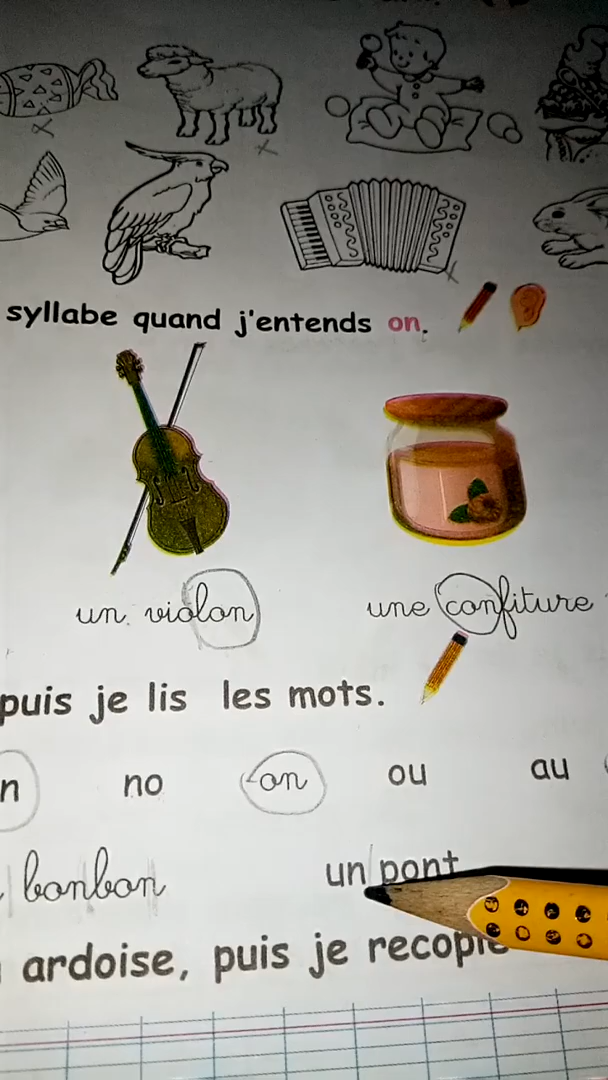 syllabe quand j'entends on.
un violon une confiture
puis je lis les mots.
n no on ou au
bonbon un pont
ardoise, puis je recopie